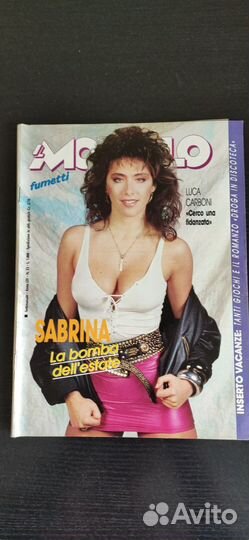 il
MONELLO
fumetti
LUCA
CARBONI
«Cerco una
fidanzata»
SABRINA
La bomba
dell'estate
INSERTO VACANZE: TANTI GIOCHI E IL ROMANZO «DROGA IN DISCOTECA»
Avito